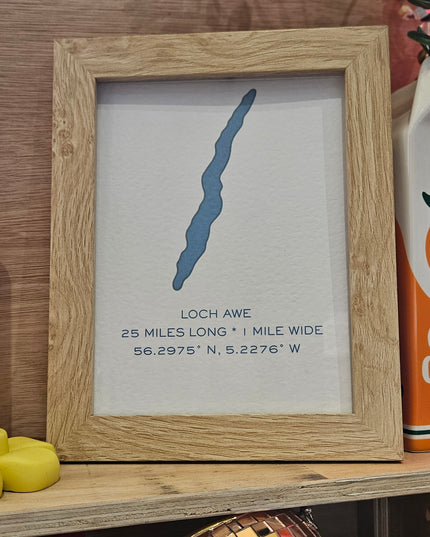 LOCH AWE
25 MILES LONG * 1 MILE WIDE
56.2975° N, 5.2276° W